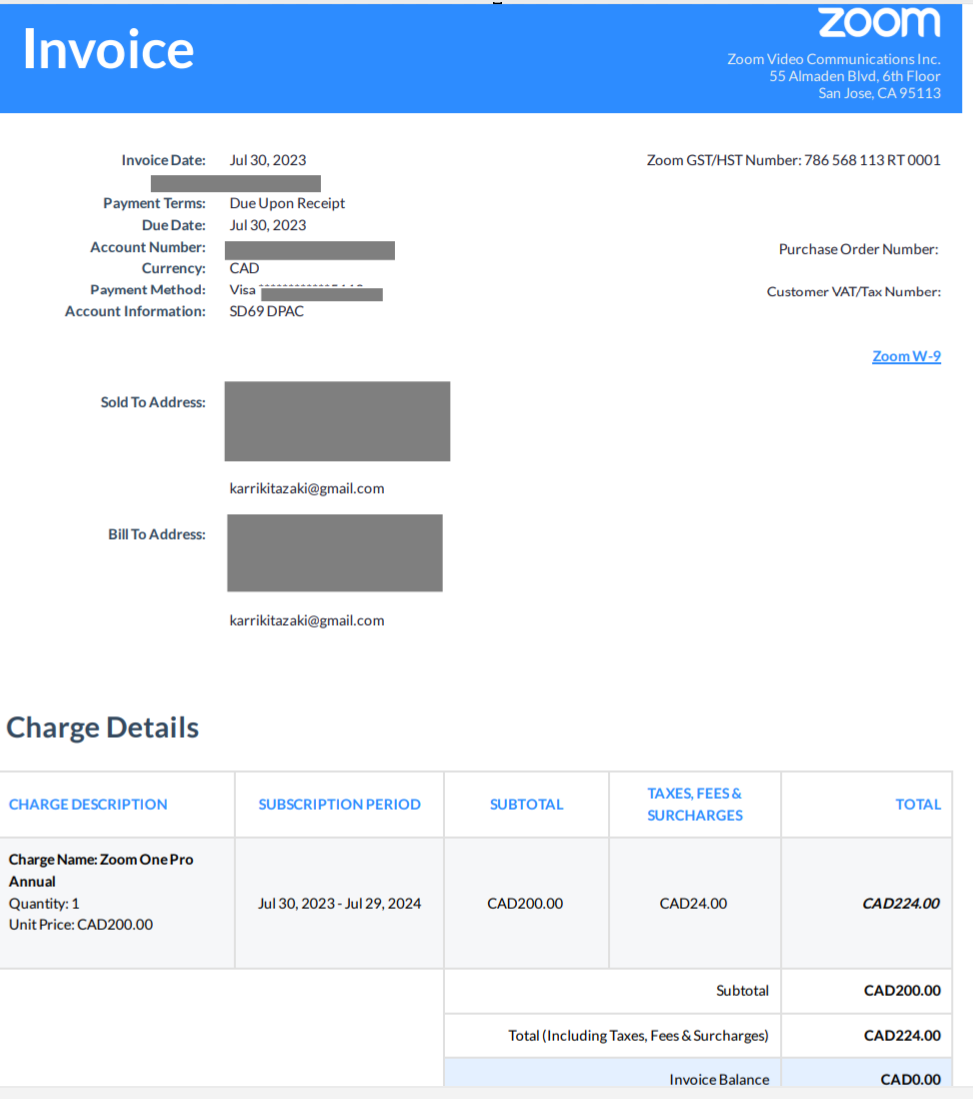 Invoice
zoom
Zoom Video Communications Inc.
55 Almaden Blvd, 6th Floor
San Jose, CA 95113
Invoice Date: Jul 30, 2023
Zoom GST/HST Number: 786 568 113 RT 0001
Payment Terms: Due Upon Receipt
Due Date: Jul 30, 2023
Account Number:
Purchase Order Number:
Currency: CAD
Payment Method: Visa
Customer VAT/Tax Number:
Account Information: SD69 DPAC
Zoom W-9
Sold To Address:
karrikitazaki@gmail.com
Bill To Address:
karrikitazaki@gmail.com
Charge Details
CHARGE DESCRIPTION SUBSCRIPTION PERIOD SUBTOTAL TAXES, FEES & SURCHARGES TOTAL
Charge Name: Zoom One Pro
Annual
Quantity: 1
Unit Price: CAD200.00
Jul 30, 2023 - Jul 29, 2024 CAD200.00 CAD24.00 CAD224.00
Subtotal CAD200.00
Total (Including Taxes, Fees & Surcharges) CAD224.00
Invoice Balance CAD0.00